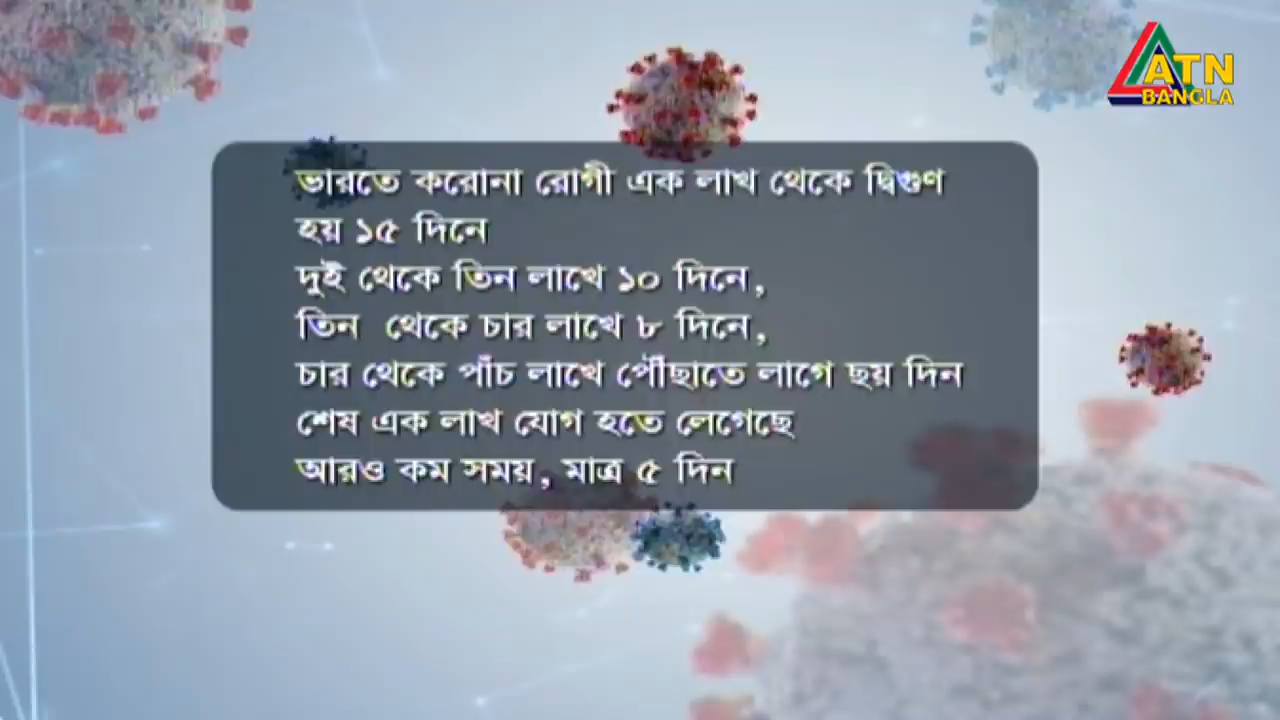 ATN
BANGLA
ভারতে করোনা রোগী এক লাখ থেকে দ্বিগুণ
হয় ১৫ দিনে
দুই থেকে তিন লাখে ১০ দিনে,
তিন থেকে চার লাখে ৮ দিনে,
চার থেকে পাঁচ লাখে পৌঁছাতে লাগে ছয় দিন
শেষ এক লাখ যোগ হতে লেগেছে
আরও কম সময়, মাত্র ৫ দিন